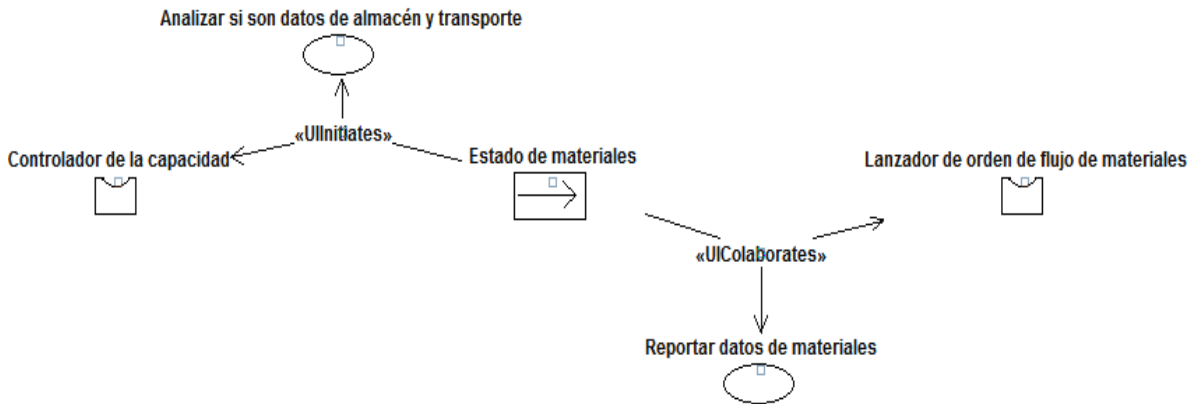 Analizar si son datos de almacén y transporte
«UIInitiates»
Controlador de la capacidad
Estado de materiales
Lanzador de orden de flujo de materiales
«UIColaborates»
Reportar datos de materiales